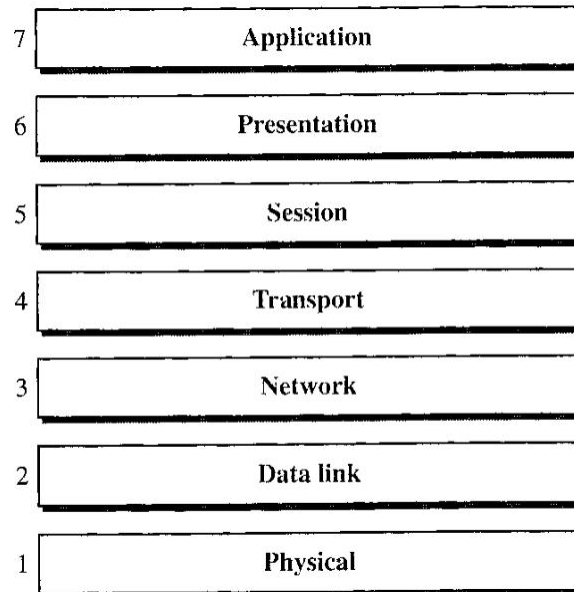 7 Application
6 Presentation
5 Session
4 Transport
3 Network
2 Data link
1 Physical